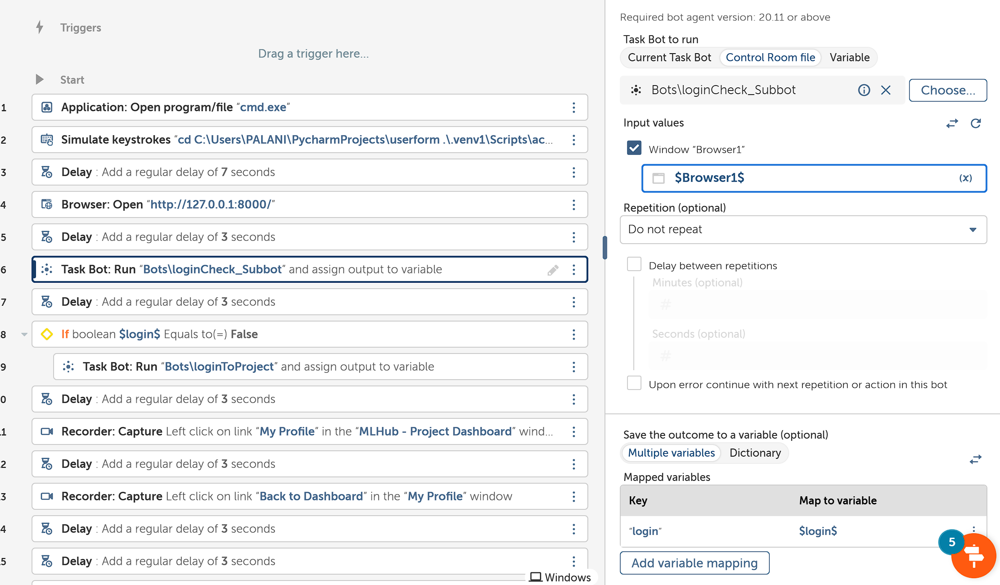 Triggers
Drag a trigger here...
Start
1 Application: Open program/file “cmd.exe”
2 Simulate keystrokes “cd C:\Users\PALANI\PycharmProjects\userform .\.venv1\Scripts\ac...
3 Delay : Add a regular delay of 7 seconds
4 Browser: Open “http://127.0.0.1:8000/”
5 Delay : Add a regular delay of 3 seconds
6 Task Bot: Run “Bots\loginCheck_Subbot” and assign output to variable
7 Delay : Add a regular delay of 3 seconds
8 If boolean $login$ Equals to(=) False
9 Task Bot: Run “Bots\loginToProject” and assign output to variable
0 Delay : Add a regular delay of 3 seconds
1 Recorder: Capture Left click on link “My Profile” in the “MLHub - Project Dashboard” wind...
2 Delay : Add a regular delay of 3 seconds
3 Recorder: Capture Left click on link “Back to Dashboard” in the “My Profile” window
4 Delay : Add a regular delay of 3 seconds
5 Delay : Add a regular delay of 3 seconds
Windows
Required bot agent version: 20.11 or above
Task Bot to run
Current Task Bot Control Room file Variable
Bots\loginCheck_Subbot Choose...
Input values
Window “Browser1”
$Browser1$ (x)
Repetition (optional)
Do not repeat
Delay between repetitions
Minutes (optional)
#
Seconds (optional)
#
Upon error continue with next repetition or action in this bot
Save the outcome to a variable (optional)
Multiple variables Dictionary
Mapped variables
Key Map to variable
“login” $login$
5
Add variable mapping